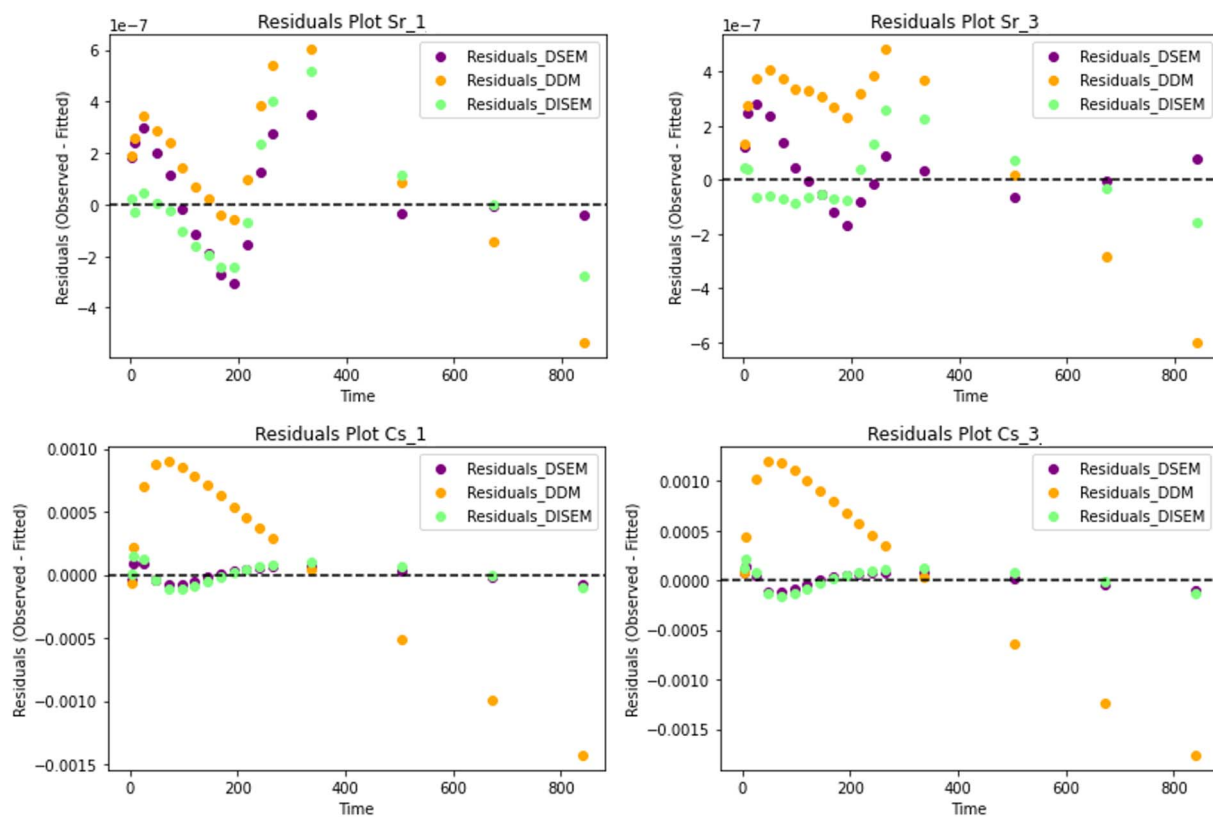 Residuals Plot Sr_1
1e−7
6
4
2
0
−2
−4
Residuals (Observed - Fitted)
Residuals_DSEM
Residuals_DDM
Residuals_DISEM
0 200 400 600 800
Time
Residuals Plot Sr_3
1e−7
4
2
0
−2
−4
−6
Residuals (Observed - Fitted)
Residuals_DSEM
Residuals_DDM
Residuals_DISEM
0 200 400 600 800
Time
Residuals Plot Cs_1
0.0010
0.0005
0.0000
−0.0005
−0.0010
−0.0015
Residuals (Observed - Fitted)
Residuals_DSEM
Residuals_DDM
Residuals_DISEM
0 200 400 600 800
Time
Residuals Plot Cs_3
0.0010
0.0005
0.0000
−0.0005
−0.0010
−0.0015
Residuals (Observed - Fitted)
Residuals_DSEM
Residuals_DDM
Residuals_DISEM
0 200 400 600 800
Time